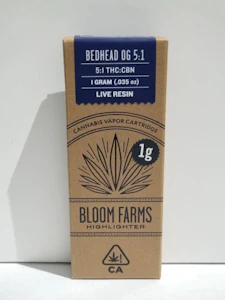 BEDHEAD OG 5:1
5:1 THC:CBN
1 GRAM (.035 oz)
LIVE RESIN
CANNABIS VAPOR CARTRIDGE
1g
BLOOM FARMS
HIGHLIGHTER
CA